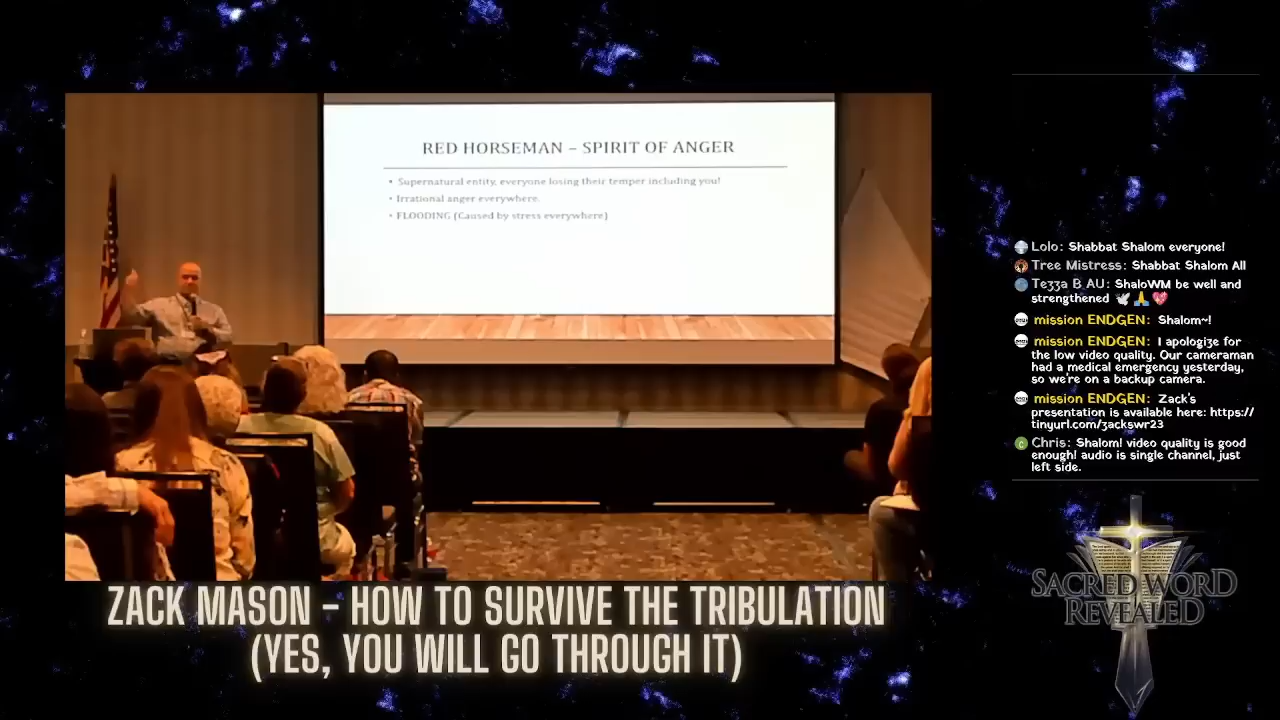 RED HORSEMAN – SPIRIT OF ANGER
• Supernatural entity, everyone losing their temper including you!
• Irrational anger everywhere.
• FLOODING (Caused by stress everywhere)
Lolo: Shabbat Shalom everyone!
Tree Mistress: Shabbat Shalom All
Tezza B AU: ShaloWM be well and
strengthened 🕊️🙏💖
mission ENDGEN: Shalom~!
mission ENDGEN: I apologize for
the low video quality. Our cameraman
had a medical emergency yesterday,
so we're on a backup camera.
mission ENDGEN: Zack's
presentation is available here: https://
tinyurl.com/zackswr23
C Chris: Shalom! video quality is good
enough! audio is single channel, just
left side.
SACRED WORD
REVEALED
ZACK MASON - HOW TO SURVIVE THE TRIBULATION
(YES, YOU WILL GO THROUGH IT)